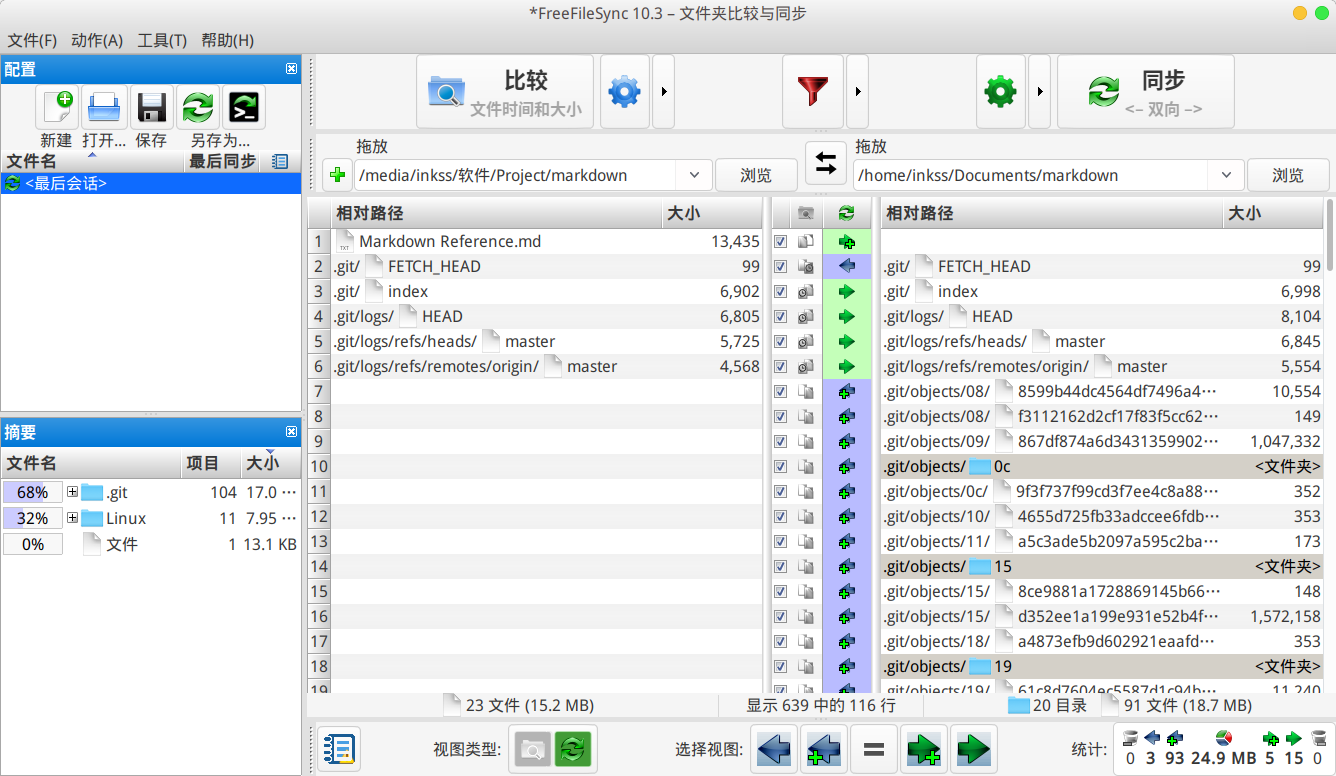 *FreeFileSync 10.3 – 文件夹比较与同步
文件(F) 动作(A) 工具(T) 帮助(H)
配置
新建 打开... 保存 另存为...
文件名 最后同步
<最后会话>
摘要
文件名 项目 大小
68% .git 104 17.0 ···
32% Linux 11 7.95 ···
0% 文件 1 13.1 KB
比较
文件时间和大小
同步
<– 双向 –>
拖放
/media/inkss/软件/Project/markdown 浏览
拖放
/home/inkss/Documents/markdown 浏览
相对路径 大小 相对路径 大小
1 TXT Markdown Reference.md 13,435
2 .git/ FETCH_HEAD 99 .git/ FETCH_HEAD 99
3 .git/ index 6,902 .git/ index 6,998
4 .git/logs/ HEAD 6,805 .git/logs/ HEAD 8,104
5 .git/logs/refs/heads/ master 5,725 .git/logs/refs/heads/ master 6,845
6 .git/logs/refs/remotes/origin/ master 4,568 .git/logs/refs/remotes/origin/ master 5,554
7 .git/objects/08/ 8599b44dc4564df7496a4··· 10,554
8 .git/objects/08/ f3112162d2cf17f83f5cc62··· 149
9 .git/objects/09/ 867df874a6d3431359902··· 1,047,332
10 .git/objects/ 0c <文件夹>
11 .git/objects/0c/ 9f3f737f99cd3f7ee4c8a88··· 352
12 .git/objects/10/ 4655d725fb33adccee6fdb··· 353
13 .git/objects/11/ a5c3ade5b2097a595c2ba··· 173
14 .git/objects/ 15 <文件夹>
15 .git/objects/15/ 8ce9881a1728869145b66··· 148
16 .git/objects/15/ d352ee1a199e931e52b4f··· 1,572,158
17 .git/objects/18/ a4873efb9d602921eaafd··· 353
18 .git/objects/ 19 <文件夹>
19 .git/objects/19/ 61c8d7604ec5587d1c94b··· 11,240
23 文件 (15.2 MB) 显示 639 中的 116 行 20 目录 91 文件 (18.7 MB)
视图类型: 选择视图: 统计:
0 3 93 24.9 MB 5 15 0